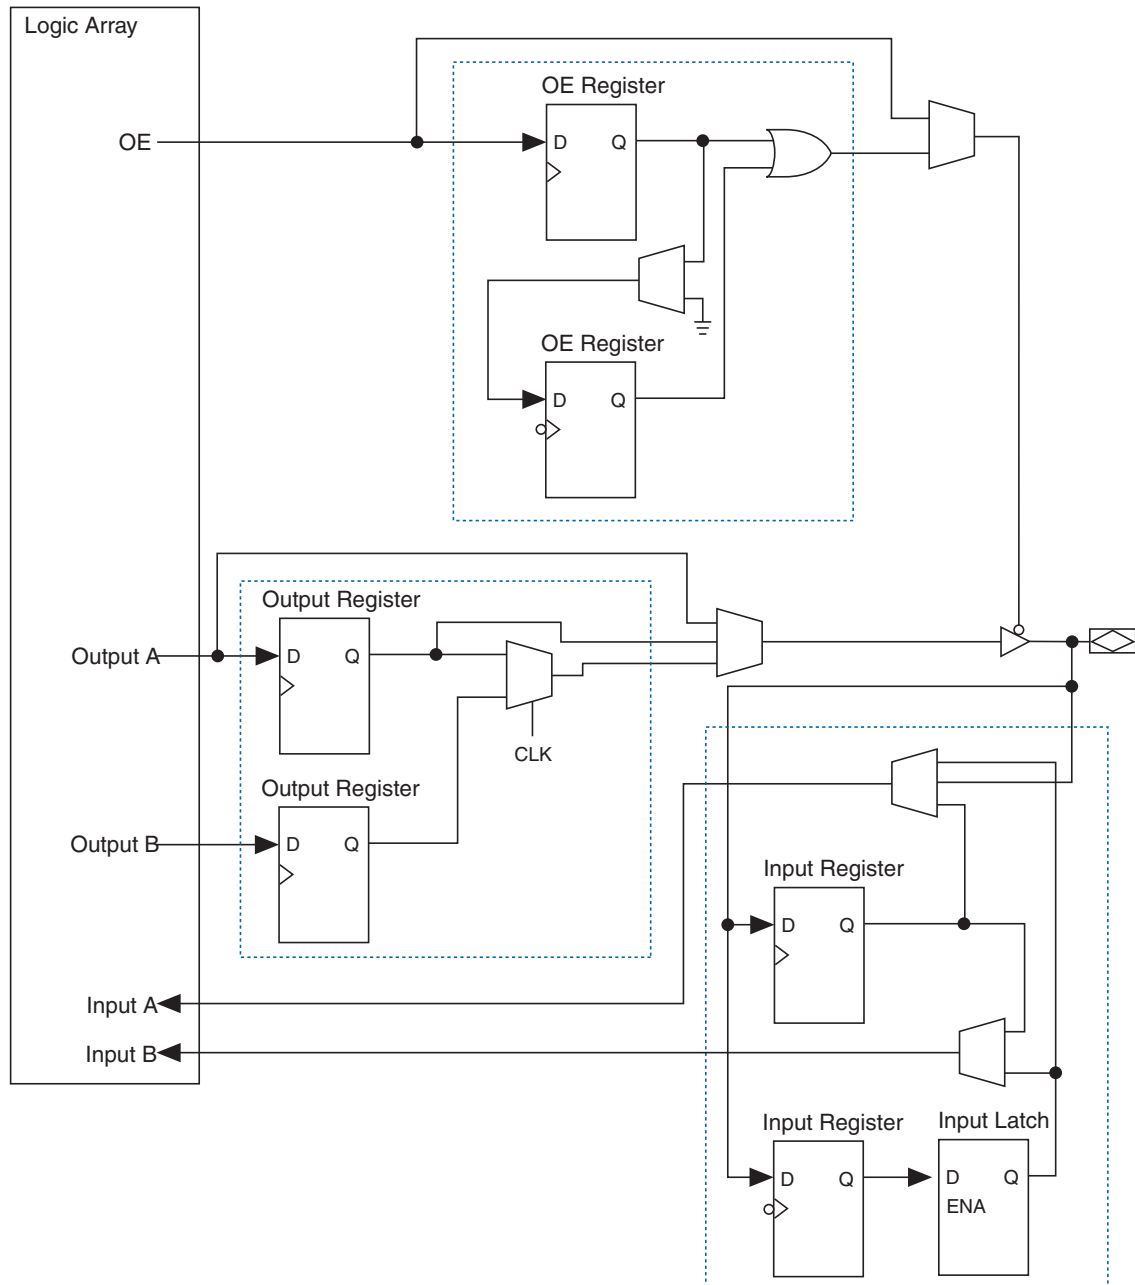 Logic Array
OE Register
OE
D Q
OE Register
D Q
Output Register
Output A
D Q
CLK
Output Register
Output B
D Q
Input Register
D Q
Input A
Input B
Input Register
Input Latch
D Q
D Q
ENA